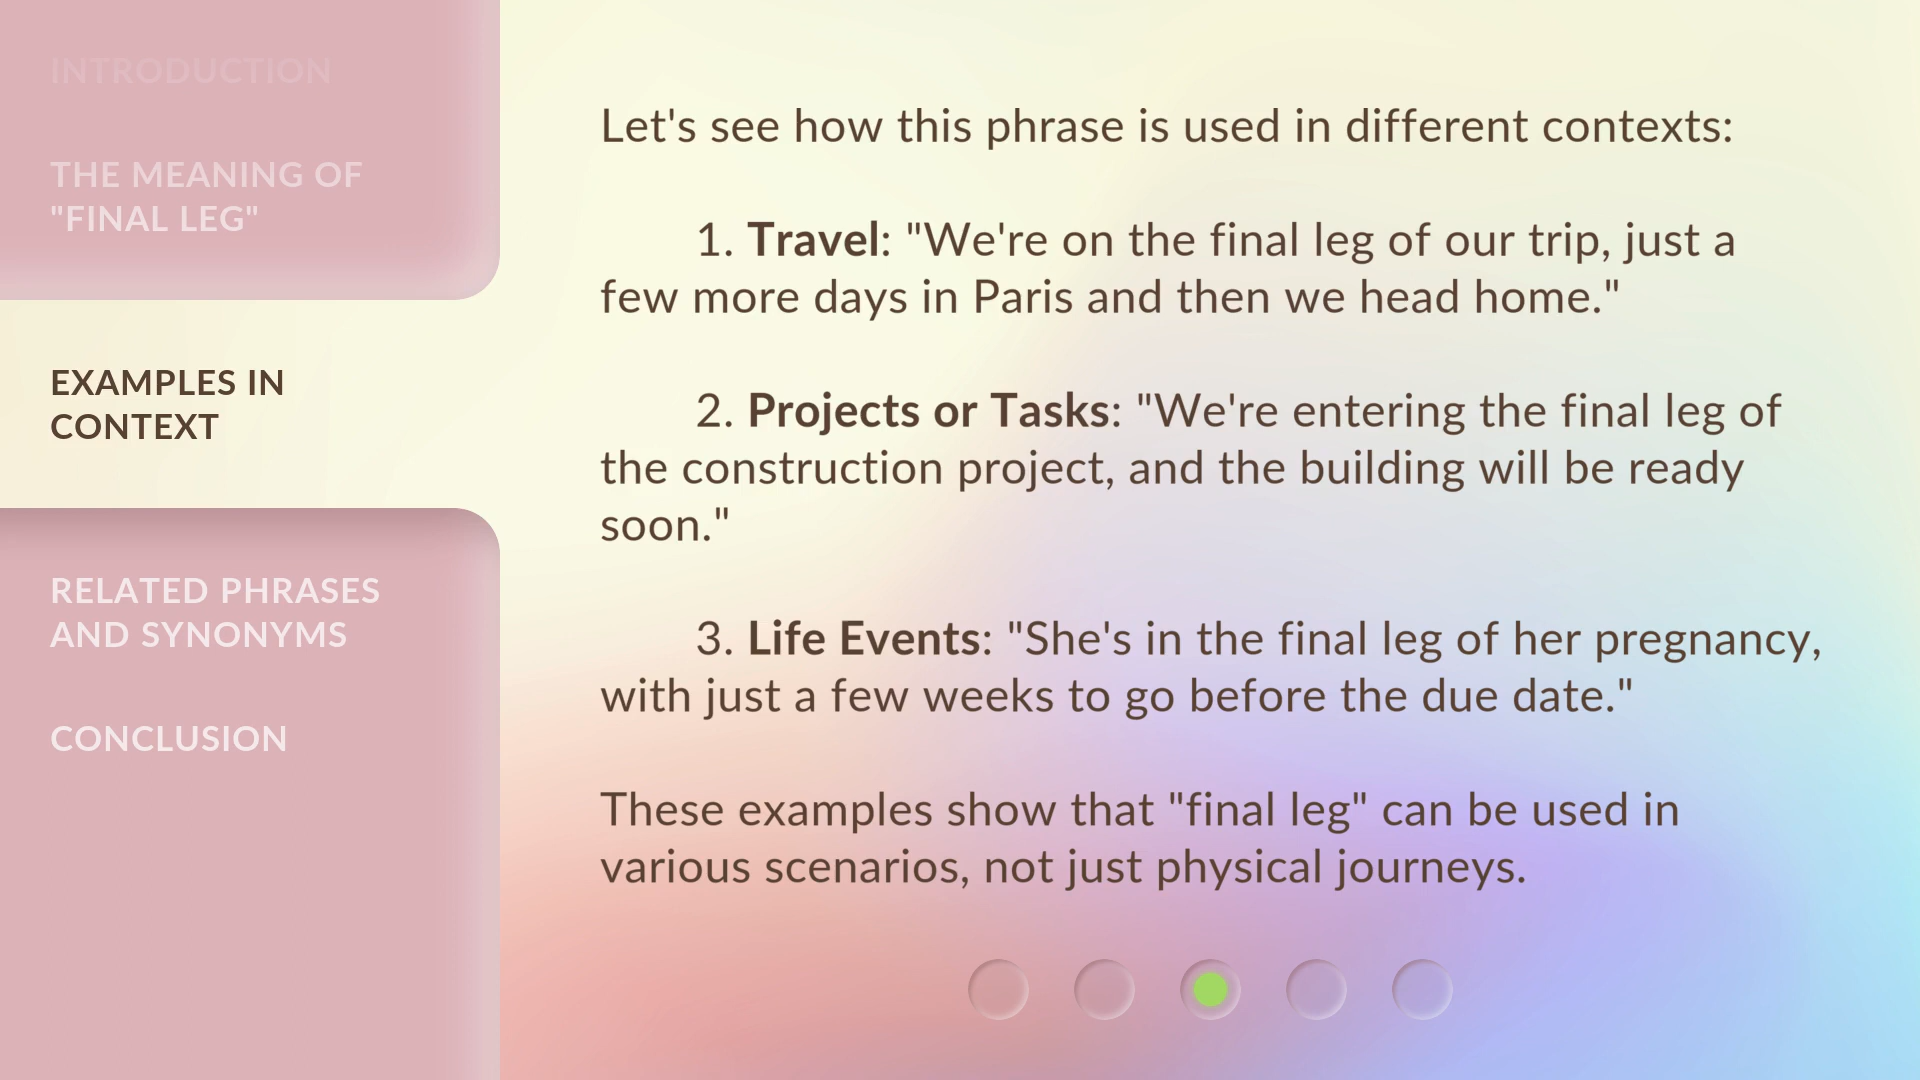 INTRODUCTION
THE MEANING OF
"FINAL LEG"
EXAMPLES IN
CONTEXT
RELATED PHRASES
AND SYNONYMS
CONCLUSION
Let's see how this phrase is used in different contexts:
1. Travel: "We're on the final leg of our trip, just a
few more days in Paris and then we head home."
2. Projects or Tasks: "We're entering the final leg of
the construction project, and the building will be ready
soon."
3. Life Events: "She's in the final leg of her pregnancy,
with just a few weeks to go before the due date."
These examples show that "final leg" can be used in
various scenarios, not just physical journeys.